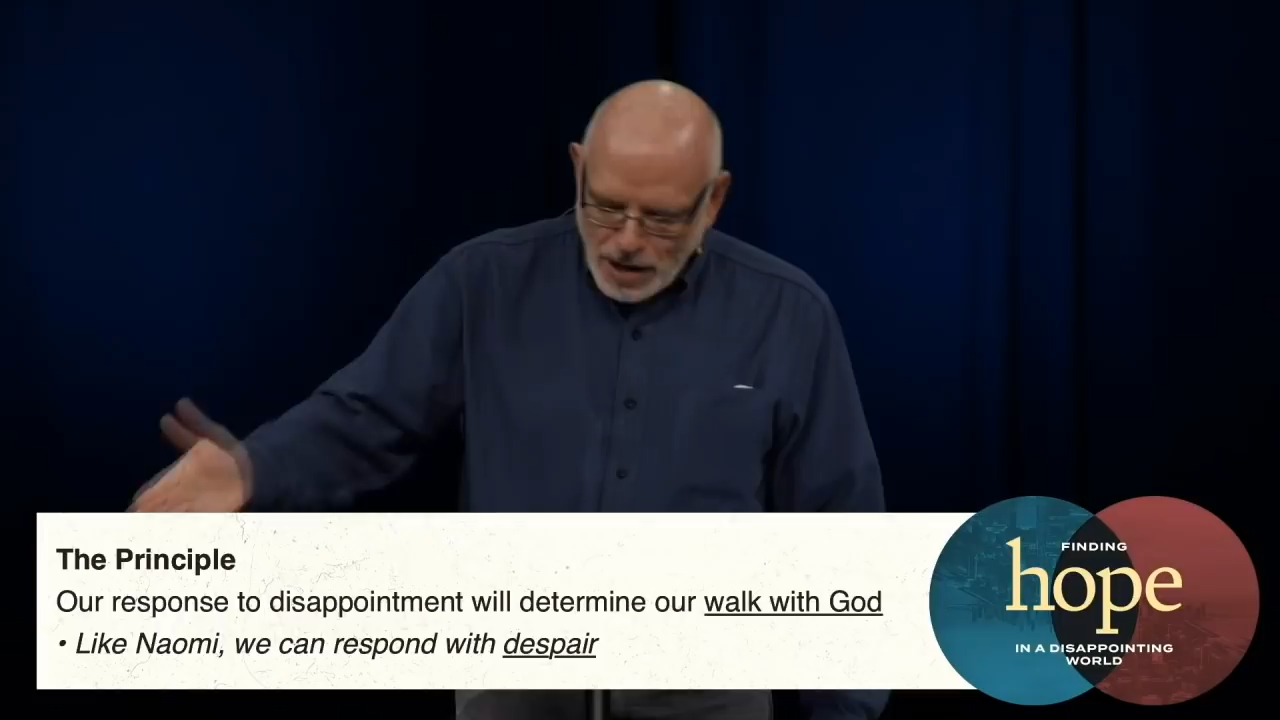 The Principle
Our response to disappointment will determine our walk with God
• Like Naomi, we can respond with despair
FINDING
hope
IN A DISAPPOINTING
WORLD